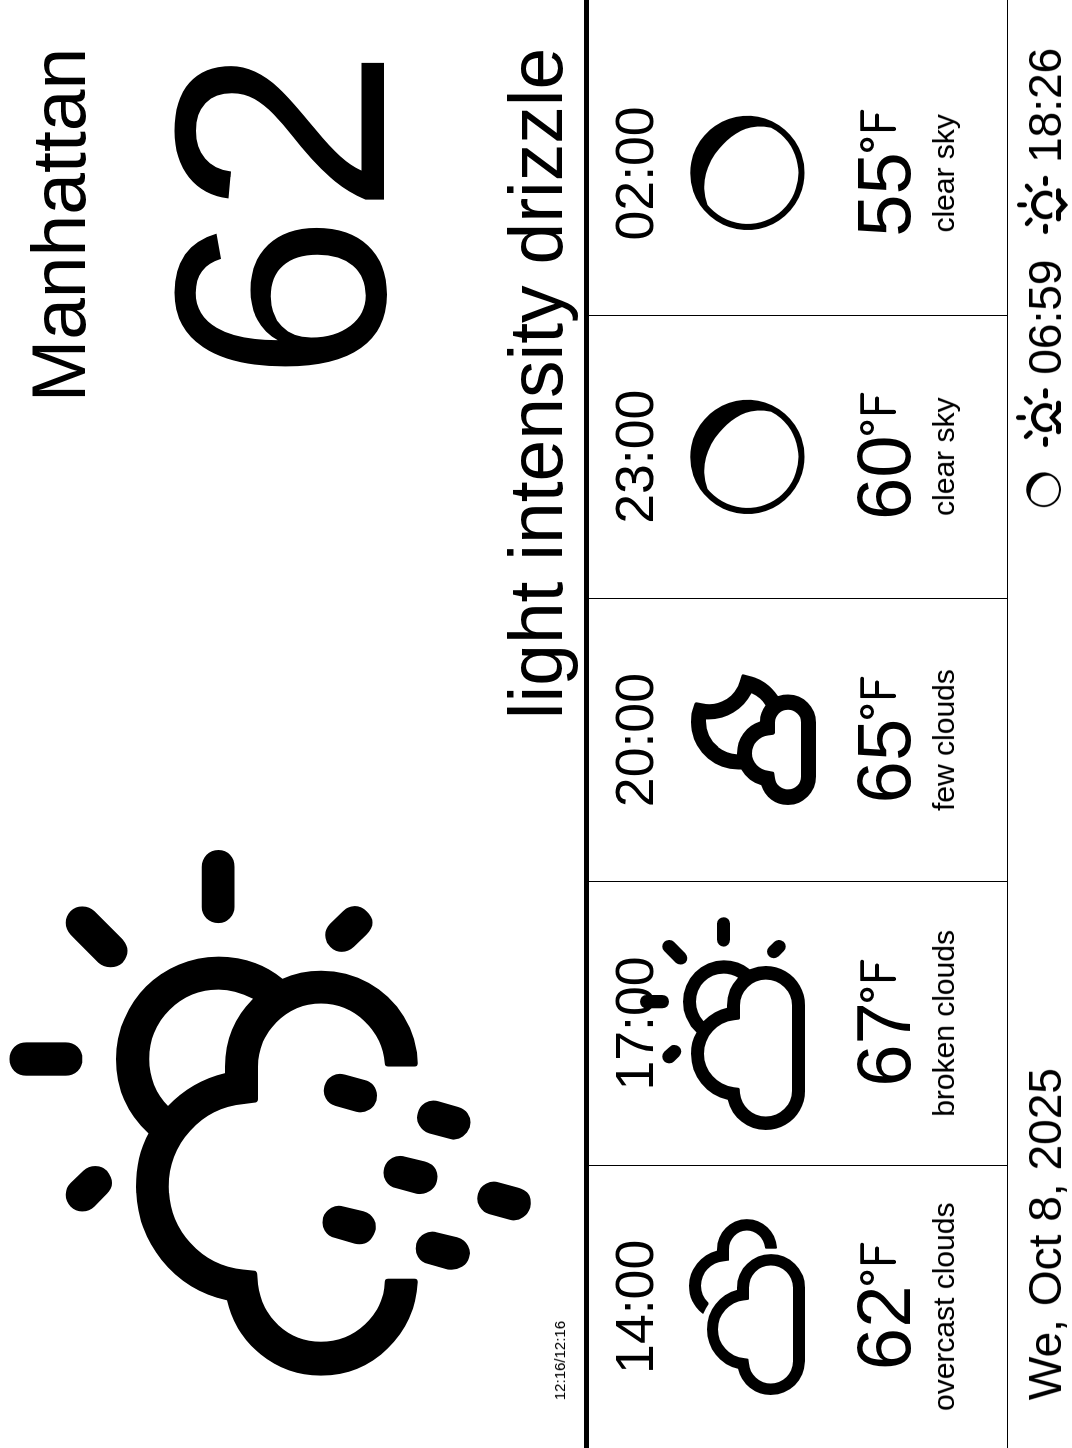 Manhattan
62
light intensity drizzle
12:16/12:16
14:00 17:00 20:00 23:00 02:00
62°F 67°F 65°F 60°F 55°F
overcast clouds broken clouds few clouds clear sky clear sky
We, Oct 8, 2025 06:59 18:26